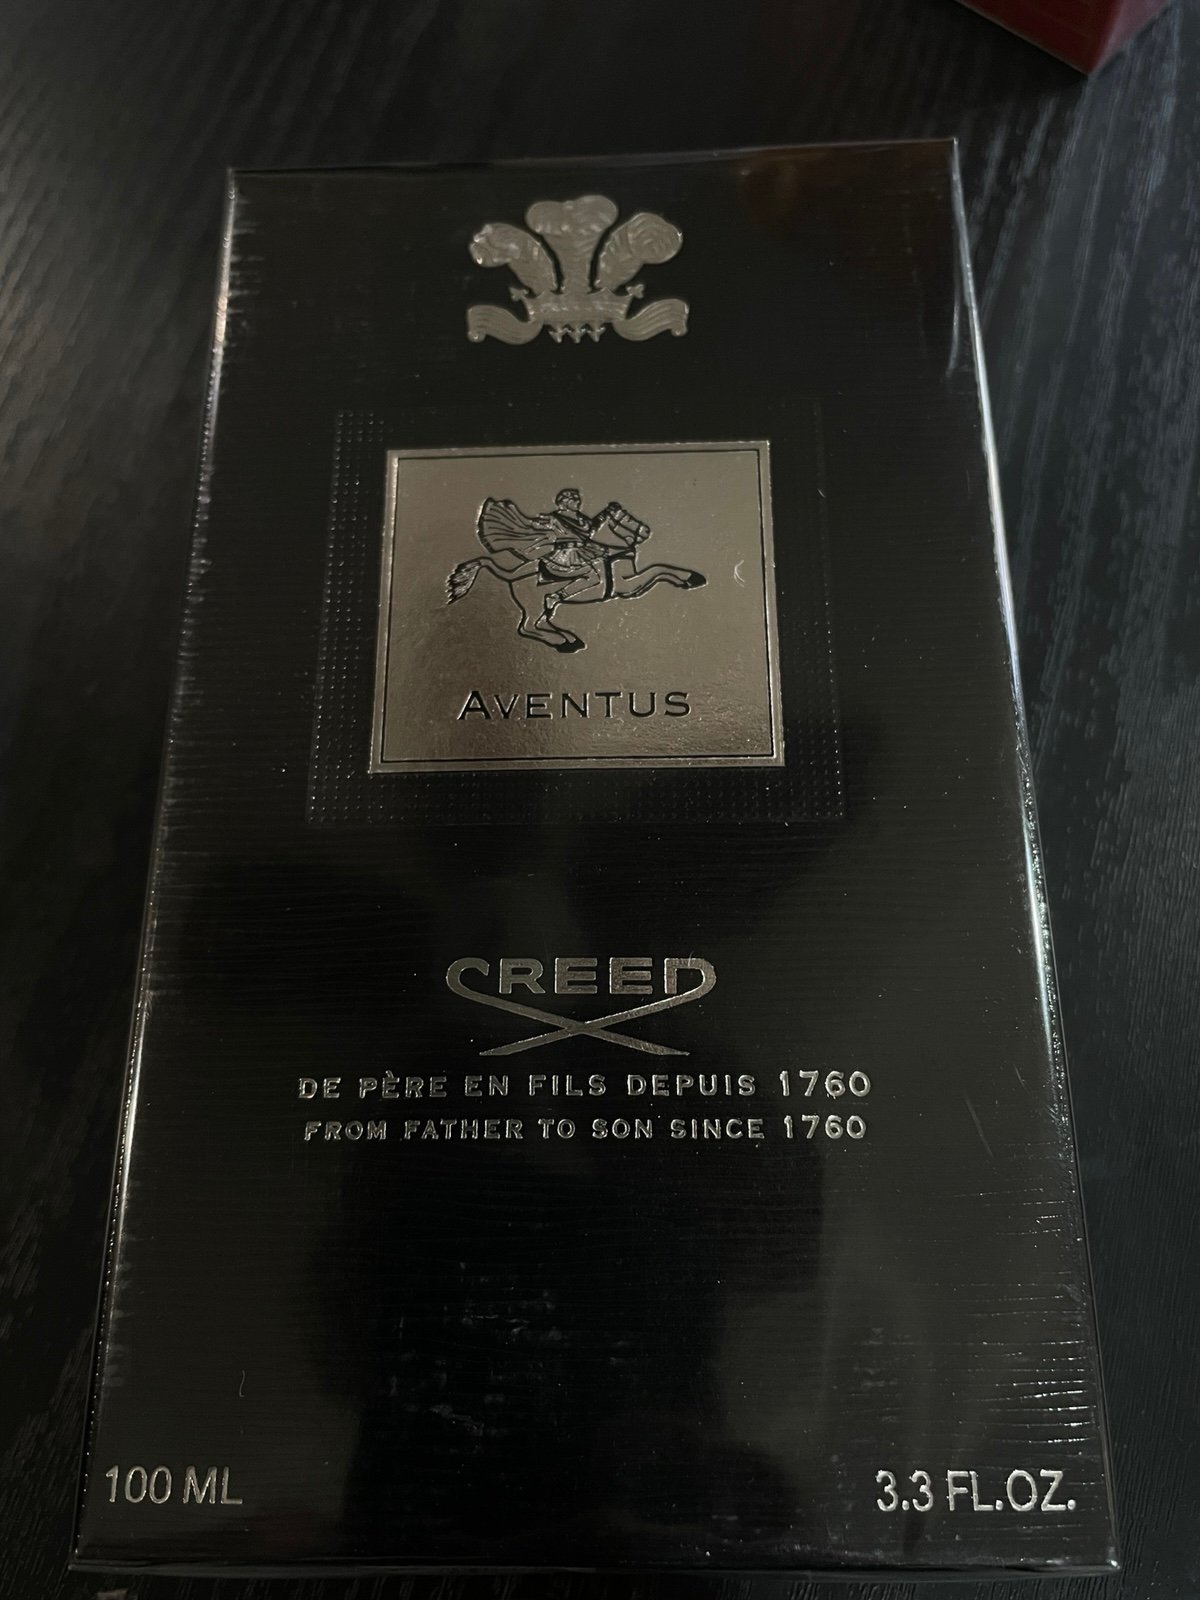 AVENTUS
CREED
DE PÈRE EN FILS DEPUIS 1760
FROM FATHER TO SON SINCE 1760
100 ML
3.3 FL.OZ.